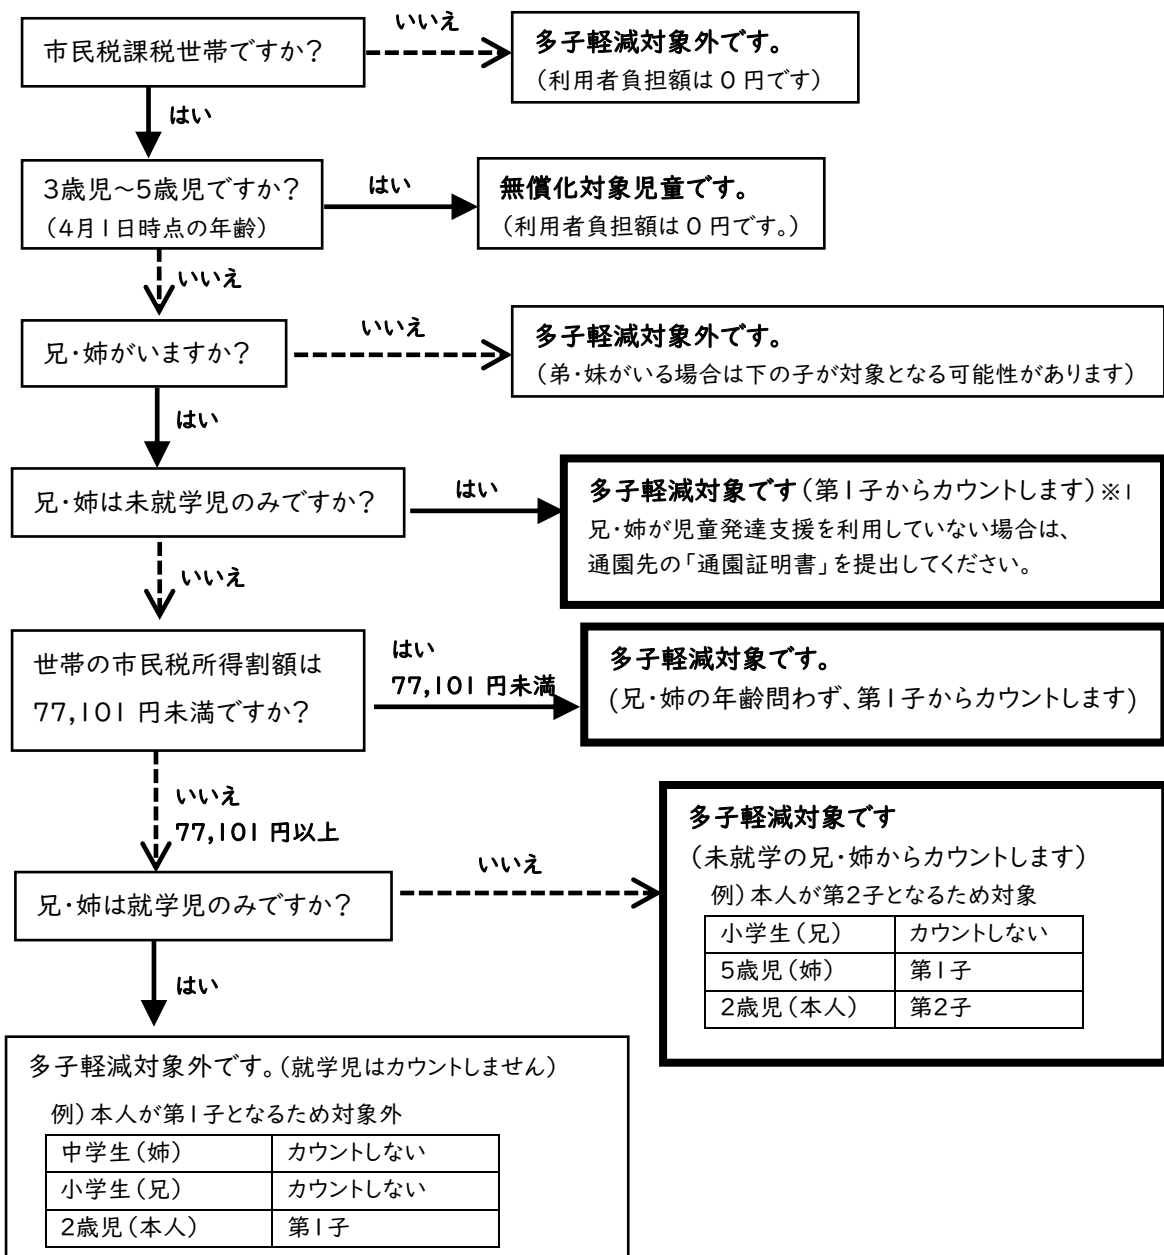 市民税課税世帯ですか?
いいえ
多子軽減対象外です。
(利用者負担額は0円です)
はい
3歳児~5歳児ですか?
(4月1日時点の年齢)
はい
無償化対象児童です。
(利用者負担額は0円です。)
いいえ
兄・姉がいますか?
いいえ
多子軽減対象外です。
(弟・妹がいる場合は下の子が対象となる可能性があります)
はい
兄・姉は未就学児のみですか?
はい
多子軽減対象です(第1子からカウントします)※1
兄・姉が児童発達支援を利用していない場合は、
通園先の「通園証明書」を提出してください。
いいえ
世帯の市民税所得割額は
77,101円未満ですか?
はい
77,101円未満
多子軽減対象です。
(兄・姉の年齢問わず、第1子からカウントします)
いいえ
77,101円以上
兄・姉は就学児のみですか?
いいえ
多子軽減対象です
(未就学の兄・姉からカウントします)
例)本人が第2子となるため対象
小学生(兄) カウントしない
5歳児(姉) 第1子
2歳児(本人) 第2子
はい
多子軽減対象外です。(就学児はカウントしません)
例)本人が第1子となるため対象外
中学生(姉) カウントしない
小学生(兄) カウントしない
2歳児(本人) 第1子